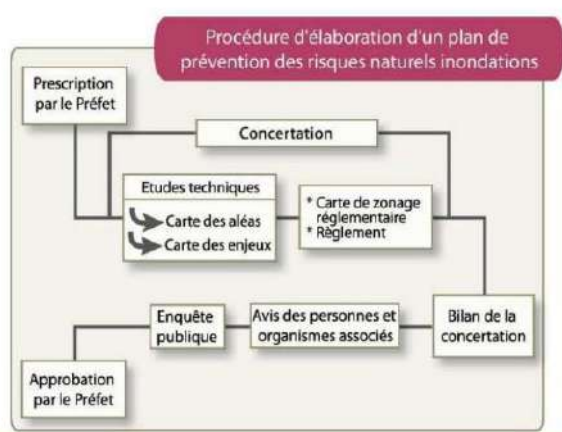 Procédure d'élaboration d'un plan de
prévention des risques naturels inondations
Prescription
par le Préfet
Concertation
Etudes techniques
Carte des aléas
Carte des enjeux
* Carte de zonage
réglementaire
* Règlement
Bilan de la
concertation
Avis des personnes et
organismes associés
Enquête
publique
Approbation
par le Préfet